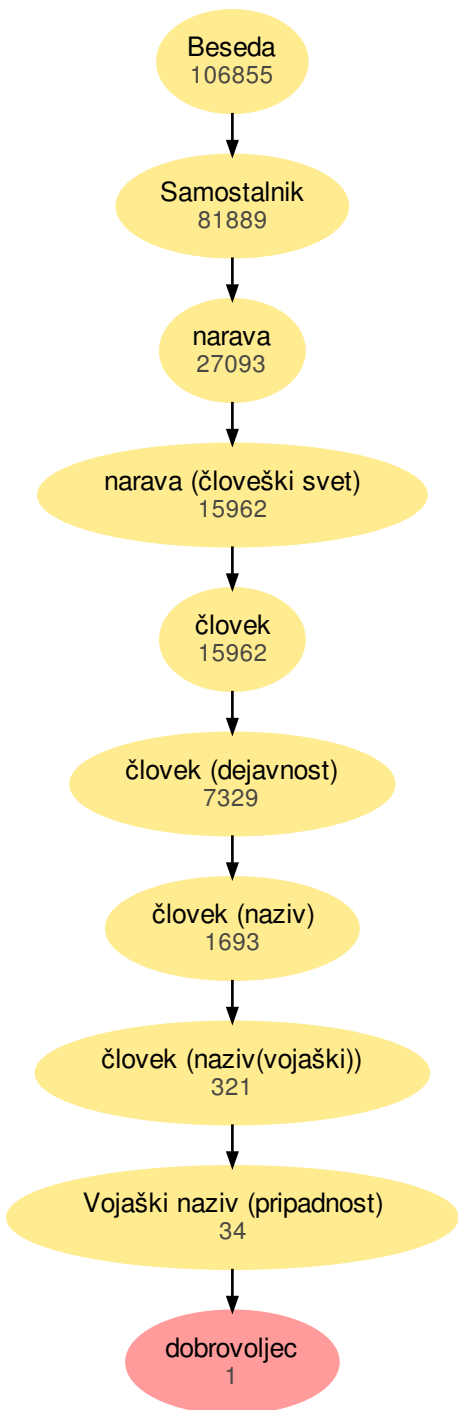 Beseda
106855
Samostalnik
81889
narava
27093
narava (človeški svet)
15962
človek
15962
človek (dejavnost)
7329
človek (naziv)
1693
človek (naziv(vojaški))
321
Vojaški naziv (pripadnost)
34
dobrovoljec
1